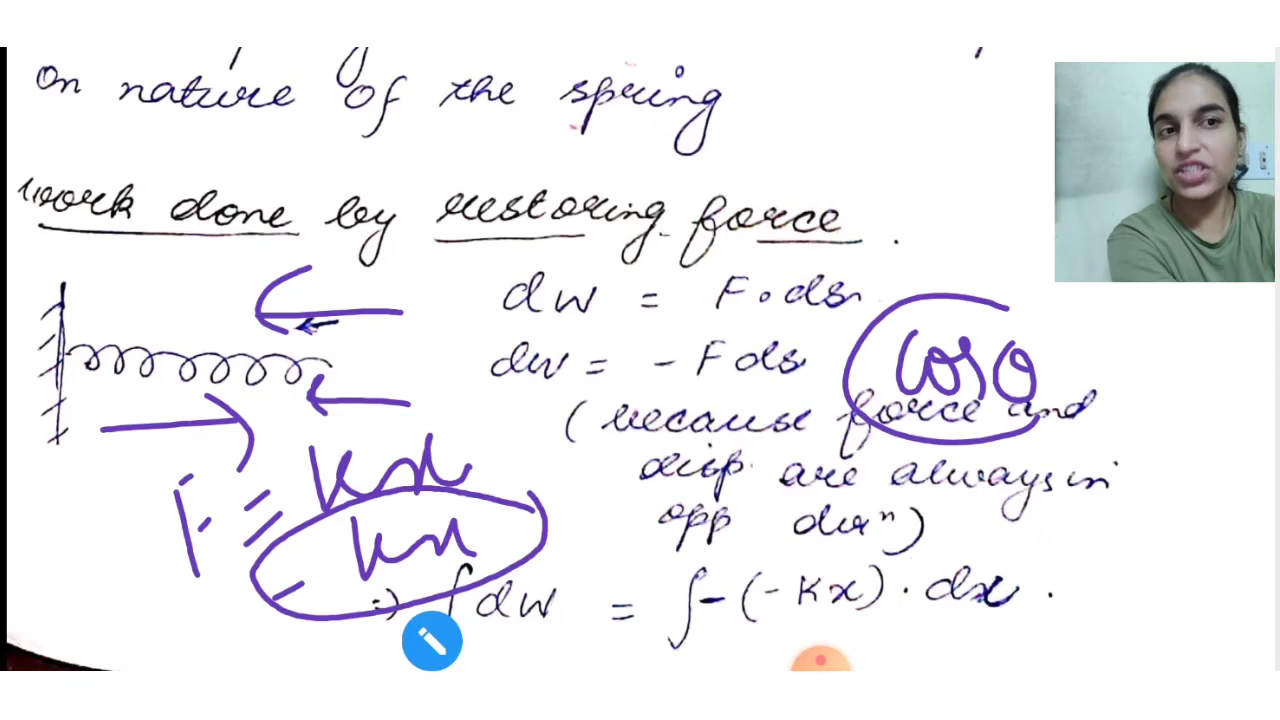 on nature of the spring
work done by restoring force .
dw = F . ds
dw = - F ds
cos θ
( because force and
disp. are always in
opp dirⁿ )
F = kx
- kx
⇒ ∫ dw = ∫ - (- Kx) . dx .